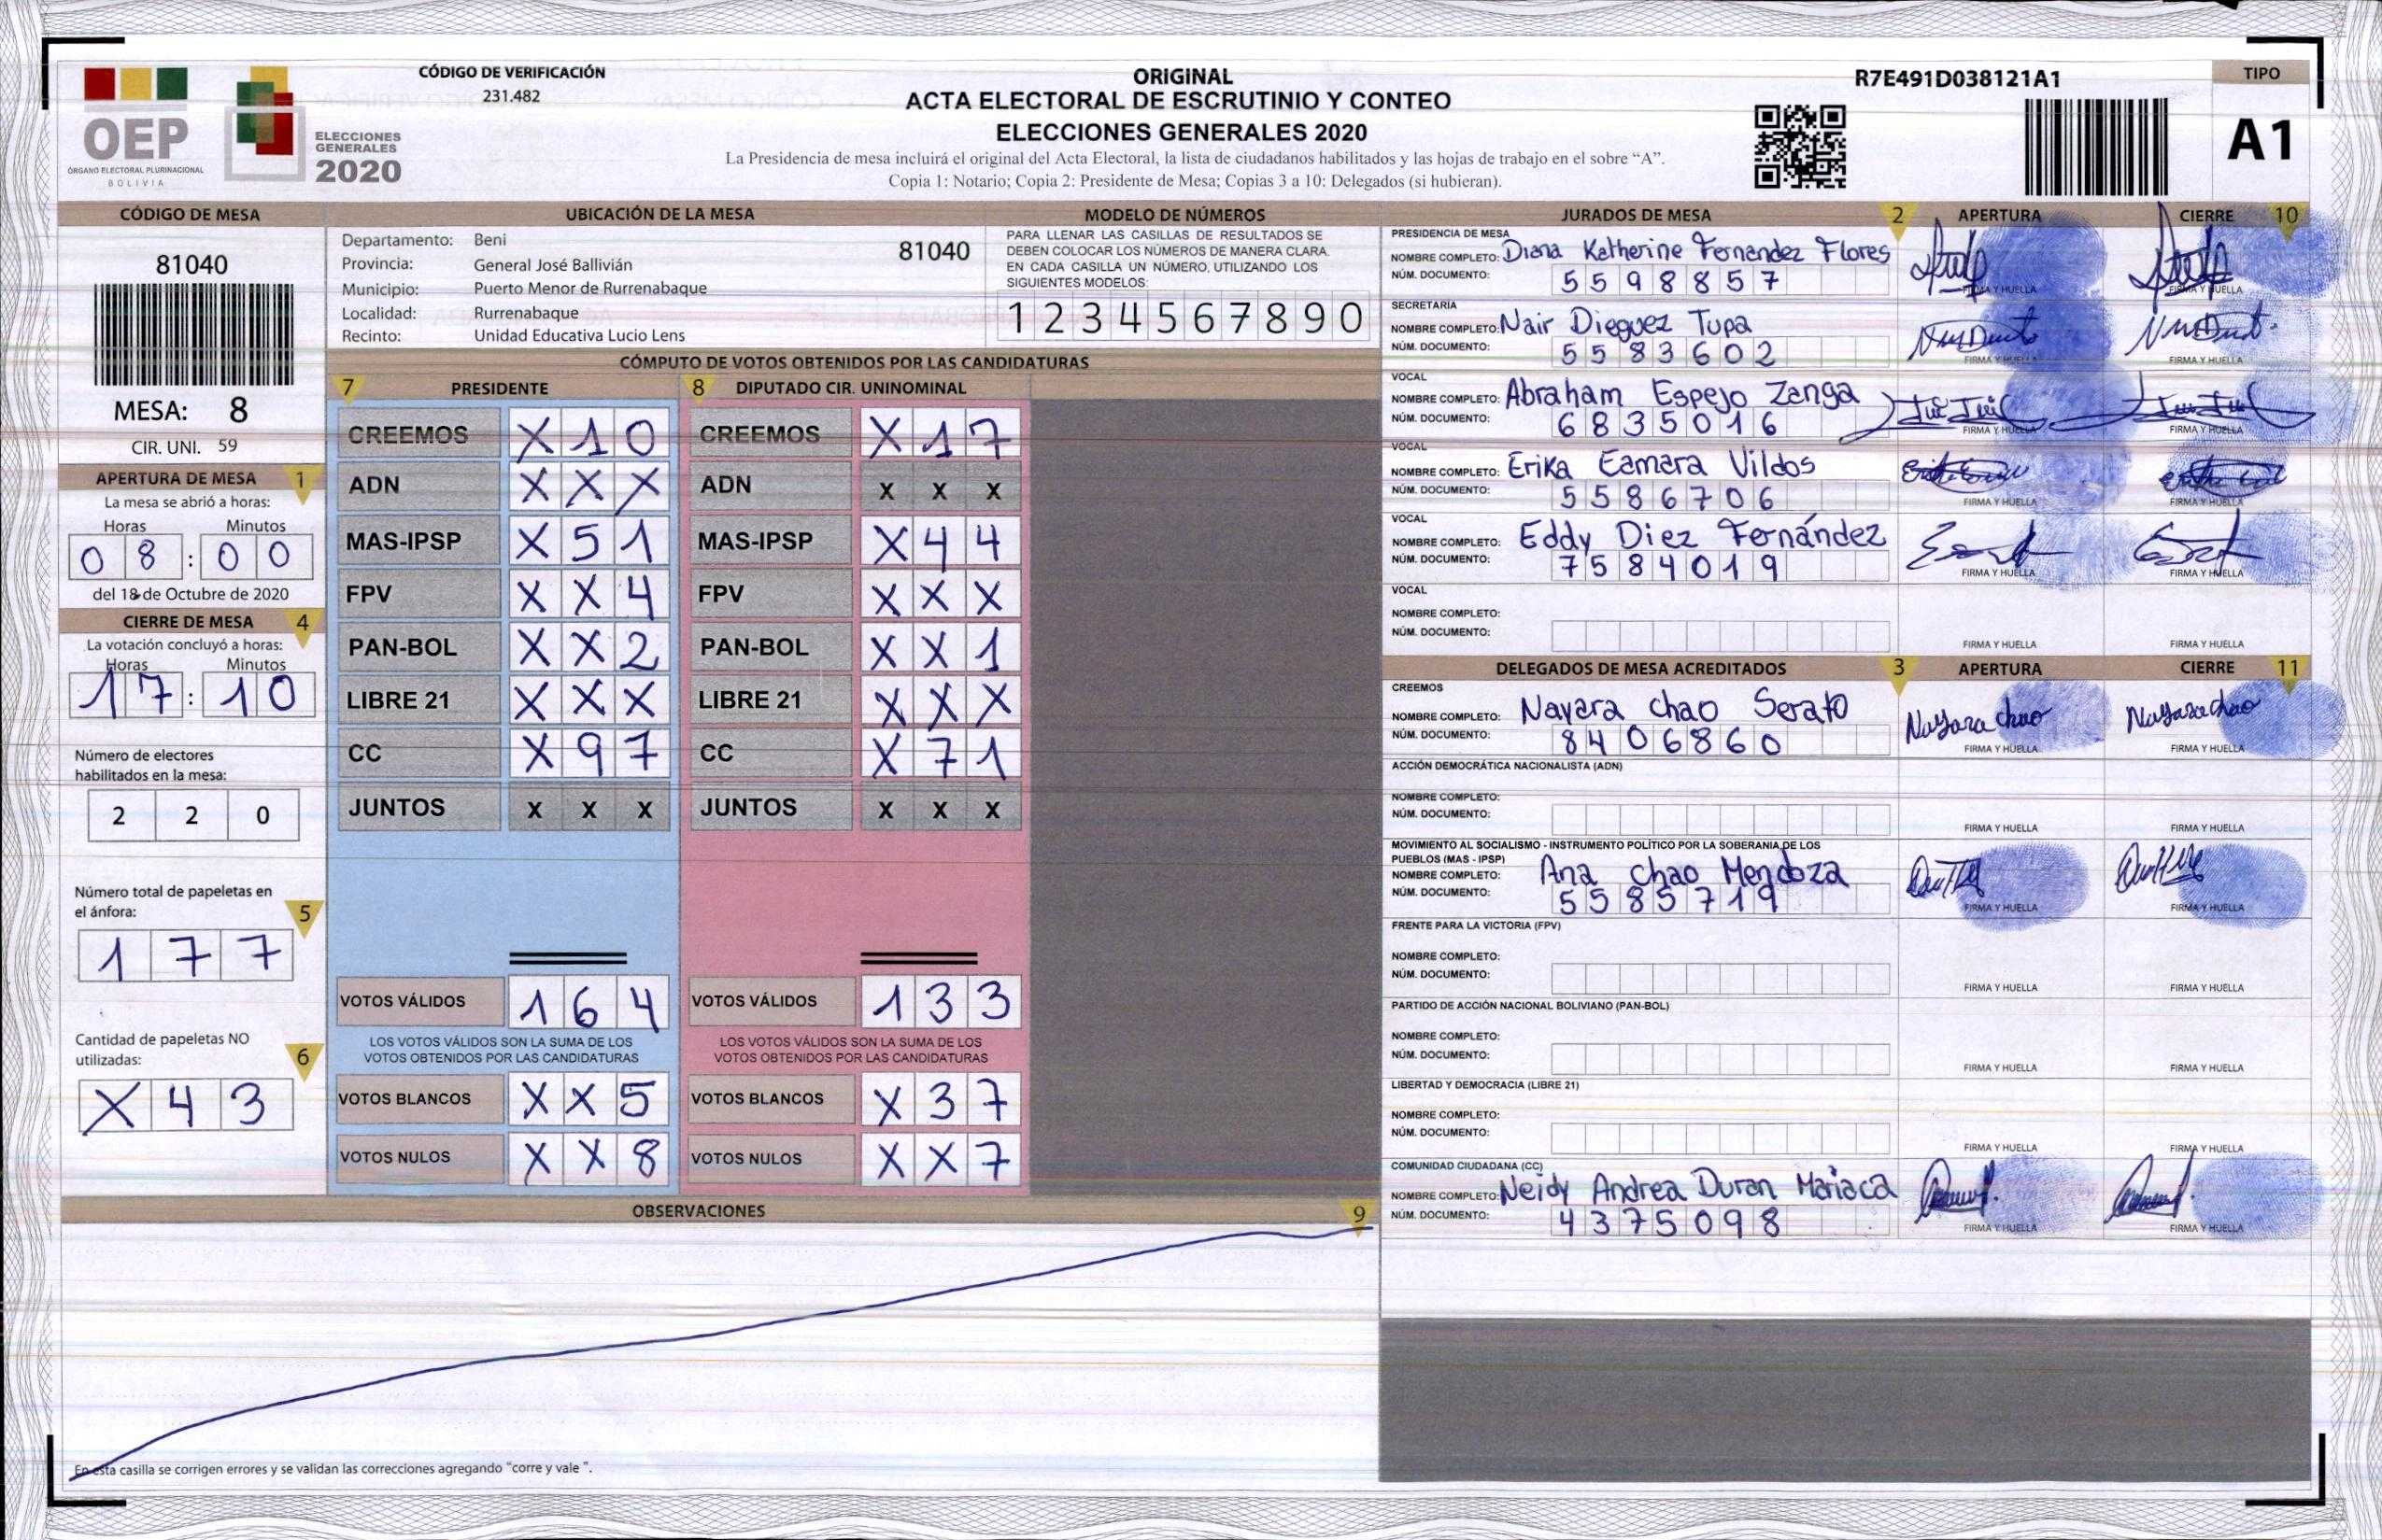 OEP
ÓRGANO ELECTORAL PLURINACIONAL
BOLIVIA
ELECCIONES
GENERALES
2020
CÓDIGO DE VERIFICACIÓN
231.482
ORIGINAL
ACTA ELECTORAL DE ESCRUTINIO Y CONTEO
ELECCIONES GENERALES 2020
La Presidencia de mesa incluirá el original del Acta Electoral, la lista de ciudadanos habilitados y las hojas de trabajo en el sobre “A”.
Copia 1: Notario; Copia 2: Presidente de Mesa; Copias 3 a 10: Delegados (si hubieran).
R7E491D038121A1
TIPO
A1
CÓDIGO DE MESA
81040
MESA: 8
CIR. UNI. 59
APERTURA DE MESA 1
La mesa se abrió a horas:
Horas Minutos
0 8 : 0 0
del 18 de Octubre de 2020
CIERRE DE MESA 4
La votación concluyó a horas:
Horas Minutos
1 7 : 1 0
Número de electores
habilitados en la mesa:
2 2 0
Número total de papeletas en
el ánfora: 5
1 7 7
Cantidad de papeletas NO
utilizadas: 6
X 4 3
UBICACIÓN DE LA MESA
Departamento: Beni 81040
Provincia: General José Ballivián
Municipio: Puerto Menor de Rurrenabaque
Localidad: Rurrenabaque
Recinto: Unidad Educativa Lucio Lens
MODELO DE NÚMEROS
PARA LLENAR LAS CASILLAS DE RESULTADOS SE
DEBEN COLOCAR LOS NÚMEROS DE MANERA CLARA.
EN CADA CASILLA UN NÚMERO, UTILIZANDO LOS
SIGUIENTES MODELOS:
1 2 3 4 5 6 7 8 9 0
CÓMPUTO DE VOTOS OBTENIDOS POR LAS CANDIDATURAS
7 PRESIDENTE 8 DIPUTADO CIR. UNINOMINAL
CREEMOS X 1 0 CREEMOS X 1 7
ADN X X X ADN X X X
MAS-IPSP X 5 1 MAS-IPSP X 4 4
FPV X X 4 FPV X X X
PAN-BOL X X 2 PAN-BOL X X 1
LIBRE 21 X X X LIBRE 21 X X X
CC X 9 7 CC X 7 1
JUNTOS X X X JUNTOS X X X
VOTOS VÁLIDOS 1 6 4 VOTOS VÁLIDOS 1 3 3
LOS VOTOS VÁLIDOS SON LA SUMA DE LOS LOS VOTOS VÁLIDOS SON LA SUMA DE LOS
VOTOS OBTENIDOS POR LAS CANDIDATURAS VOTOS OBTENIDOS POR LAS CANDIDATURAS
VOTOS BLANCOS X X 5 VOTOS BLANCOS X 3 7
VOTOS NULOS X X 8 VOTOS NULOS X X 7
OBSERVACIONES 9
En esta casilla se corrigen errores y se validan las correcciones agregando “corre y vale ”.
JURADOS DE MESA 2 APERTURA CIERRE 10
PRESIDENCIA DE MESA
NOMBRE COMPLETO: Diana Katherine Fernandez Flores
NÚM. DOCUMENTO: 5 5 9 8 8 5 7 FIRMA Y HUELLA FIRMA Y HUELLA
SECRETARIA
NOMBRE COMPLETO: Nair Dieguez Tupa
NÚM. DOCUMENTO: 5 5 8 3 6 0 2 FIRMA Y HUELLA FIRMA Y HUELLA
VOCAL
NOMBRE COMPLETO: Abraham Espejo Zenga
NÚM. DOCUMENTO: 6 8 3 5 0 1 6 FIRMA Y HUELLA FIRMA Y HUELLA
VOCAL
NOMBRE COMPLETO: Erika Eamara Vildos
NÚM. DOCUMENTO: 5 5 8 6 7 0 6 FIRMA Y HUELLA FIRMA Y HUELLA
VOCAL
NOMBRE COMPLETO: Eddy Diez Fernández
NÚM. DOCUMENTO: 7 5 8 4 0 1 9 FIRMA Y HUELLA FIRMA Y HUELLA
VOCAL
NOMBRE COMPLETO:
NÚM. DOCUMENTO: FIRMA Y HUELLA FIRMA Y HUELLA
DELEGADOS DE MESA ACREDITADOS 3 APERTURA CIERRE 11
CREEMOS
NOMBRE COMPLETO: Nayara chao Serato Nayara chao Nayara chao
NÚM. DOCUMENTO: 8 4 0 6 8 6 0 FIRMA Y HUELLA FIRMA Y HUELLA
ACCIÓN DEMOCRÁTICA NACIONALISTA (ADN)
NOMBRE COMPLETO:
NÚM. DOCUMENTO: FIRMA Y HUELLA FIRMA Y HUELLA
MOVIMIENTO AL SOCIALISMO - INSTRUMENTO POLÍTICO POR LA SOBERANIA DE LOS
PUEBLOS (MAS - IPSP)
NOMBRE COMPLETO: Ana chao Mendoza
NÚM. DOCUMENTO: 5 5 8 5 7 1 9 FIRMA Y HUELLA FIRMA Y HUELLA
FRENTE PARA LA VICTORIA (FPV)
NOMBRE COMPLETO:
NÚM. DOCUMENTO: FIRMA Y HUELLA FIRMA Y HUELLA
PARTIDO DE ACCIÓN NACIONAL BOLIVIANO (PAN-BOL)
NOMBRE COMPLETO:
NÚM. DOCUMENTO: FIRMA Y HUELLA FIRMA Y HUELLA
LIBERTAD Y DEMOCRACIA (LIBRE 21)
NOMBRE COMPLETO:
NÚM. DOCUMENTO: FIRMA Y HUELLA FIRMA Y HUELLA
COMUNIDAD CIUDADANA (CC)
NOMBRE COMPLETO: Neidy Andrea Duran Mariaca
NÚM. DOCUMENTO: 4 3 7 5 0 9 8 FIRMA Y HUELLA FIRMA Y HUELLA